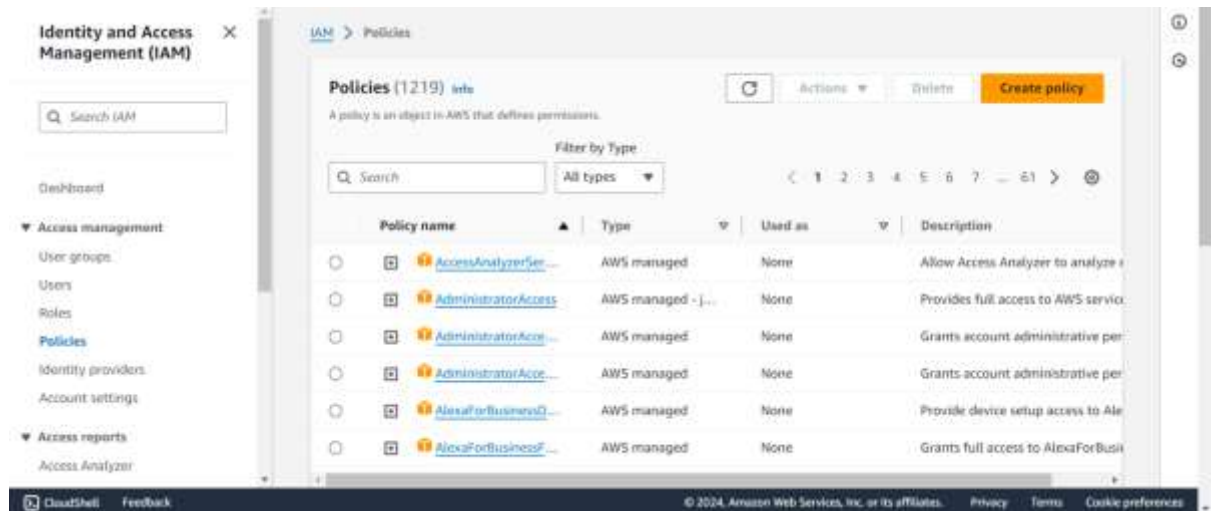 Identity and Access Management (IAM)
Search IAM
Dashboard
Access management
User groups
Users
Roles
Policies
Identity providers
Account settings
Access reports
Access Analyzer
IAM > Policies
Policies (1219) Info
Actions
Delete
Create policy
A policy is an object in AWS that defines permissions.
Filter by Type
Search
All types
1 2 3 4 5 6 7 ... 61
Policy name Type Used as Description
AccessAnalyzerSer... AWS managed None Allow Access Analyzer to analyze
AdministratorAccess AWS managed - j... None Provides full access to AWS servic
AdministratorAcce... AWS managed None Grants account administrative per
AdministratorAcce... AWS managed None Grants account administrative per
AlexaForBusinessD... AWS managed None Provide device setup access to Ale
AlexaForBusinessF... AWS managed None Grants full access to AlexaForBusi
CloudShell Feedback © 2024, Amazon Web Services, Inc. or its affiliates. Privacy Terms Cookie preferences